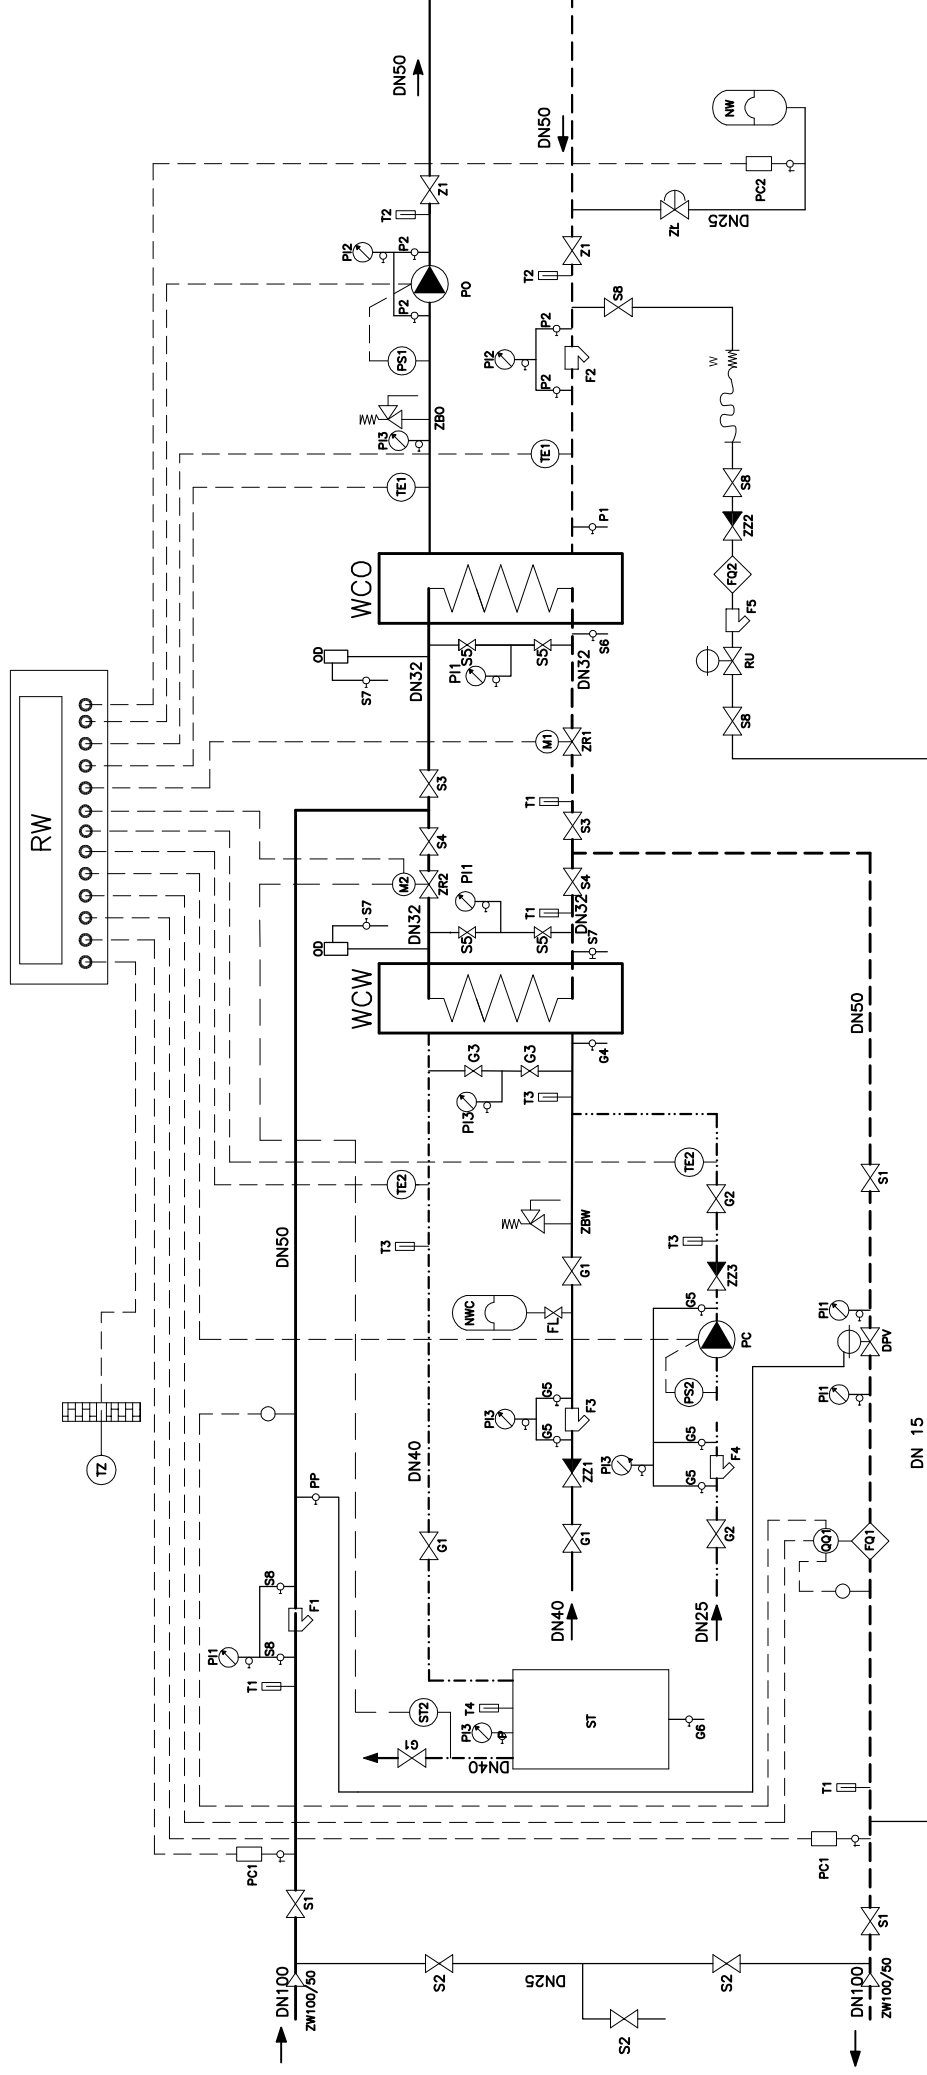 DN50
DN50
NW
PC2
DN25
ZŁ
Z1
T2
PI2
P2
P2
PO
PS1
Z1
T2
S8
P2
PI2
P2
F2
W
ZBO
PI3
TE1
TE1
S8
ZZ2
FQ2
F5
RU
S8
P1
WCO
OD
S7
DN32
S5
PI1
S5
S6
DN32
RW
M1
ZR1
S3
T1
S3
S4
M2
ZR2
PI1
S4
DN32
OD
S7
T1
DN32
S5
S5
S7
WCW
DN50
G3
G3
G4
PI3
T3
TE2
TE2
G2
S1
T3
ZBW
T3
DN50
G1
ZZ3
NWC
FL
G5
PC
PS2
PI1
DPV
PI1
TZ
PI3
G5
G5
F3
PI3
G5
G5
F4
DN 15
DN40
ZZ1
PP
G1
G1
G2
QQ1
FQ1
S8
F1
S8
PI1
T1
DN40
DN25
ST2
T4
PI3
ST
G6
G1
DN40
T1
PC1
PC1
S1
S1
DN100
ZW100/50
S2
DN25
S2
S2
DN100
ZW100/50